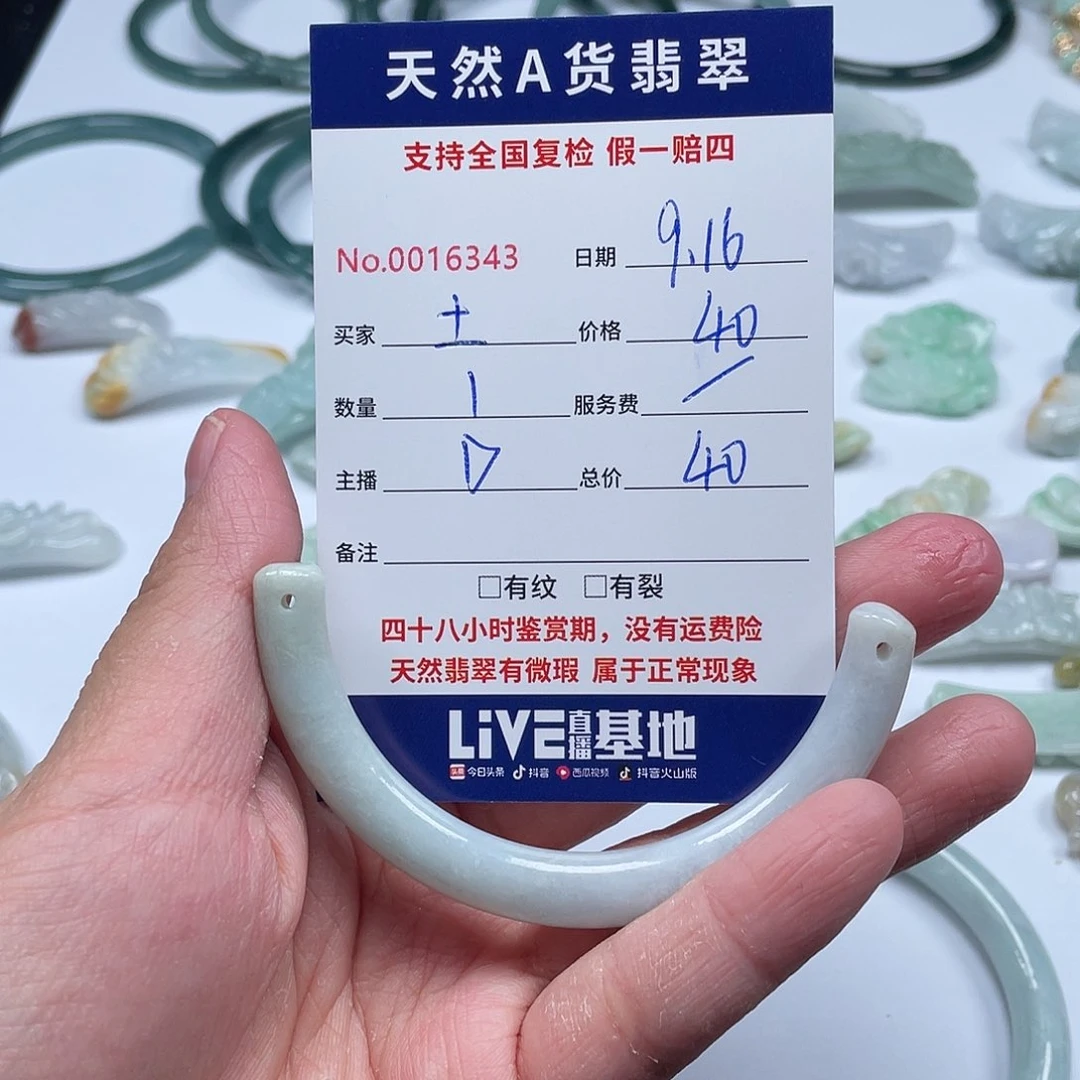 天然A货翡翠
支持全国复检 假一赔四
No.0016343 日期 9.16
买家 土 价格 40
数量 1 服务费 /
主播 D 总价 40
备注
□有纹 □有裂
四十八小时鉴赏期，没有运费险
天然翡翠有微瑕 属于正常现象
LiVE直播基地
头条 今日头条 抖音 西瓜视频 抖音火山版